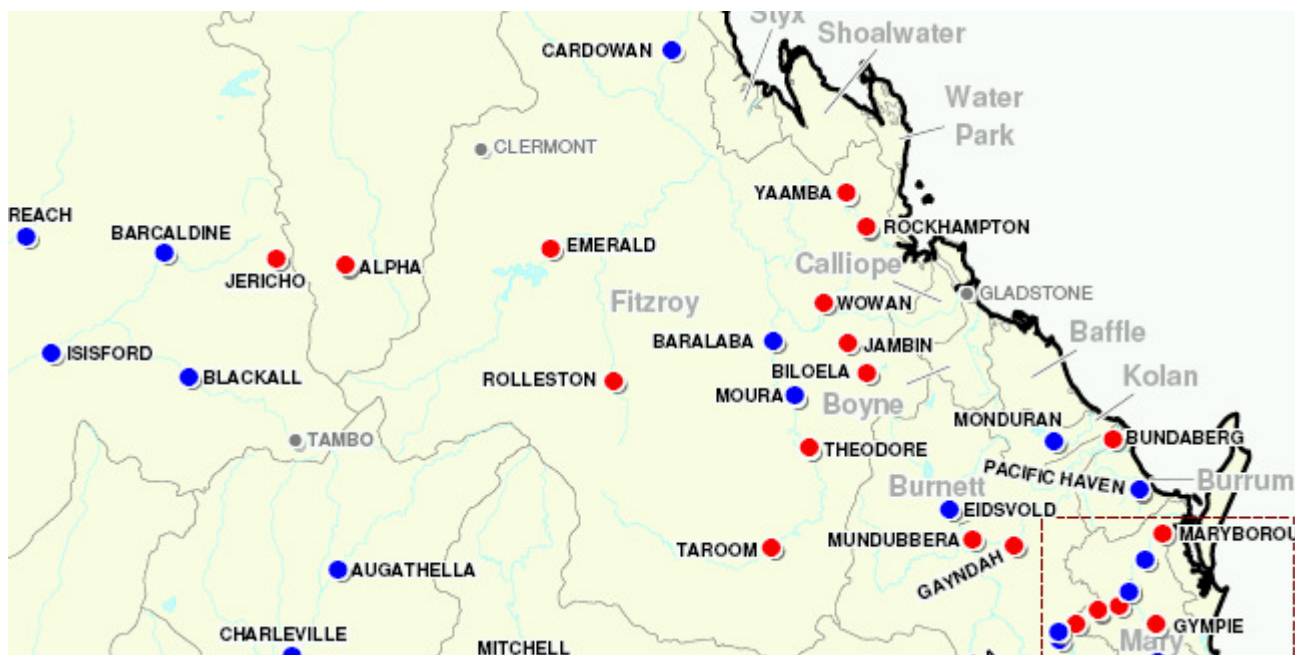 Styx
CARDOWAN
Shoalwater
Water
Park
CLERMONT
YAAMBA
ROCKHAMPTON
REACH
BARCALDINE
JERICHO
ALPHA
EMERALD
Calliope
GLADSTONE
Fitzroy
WOWAN
BARALABA
JAMBIN
Baffle
ISISFORD
BLACKALL
ROLLESTON
BILOELA
MOURA
Boyne
Kolan
MONDURAN
TAMBO
THEODORE
BUNDABERG
PACIFIC HAVEN
Burnett
Burrum
EIDSVOLD
TAROOM
MUNDUBBERA
GAYNDAH
MARYBOROU
AUGATHELLA
CHARLEVILLE
MITCHELL
GYMPIE
Mary